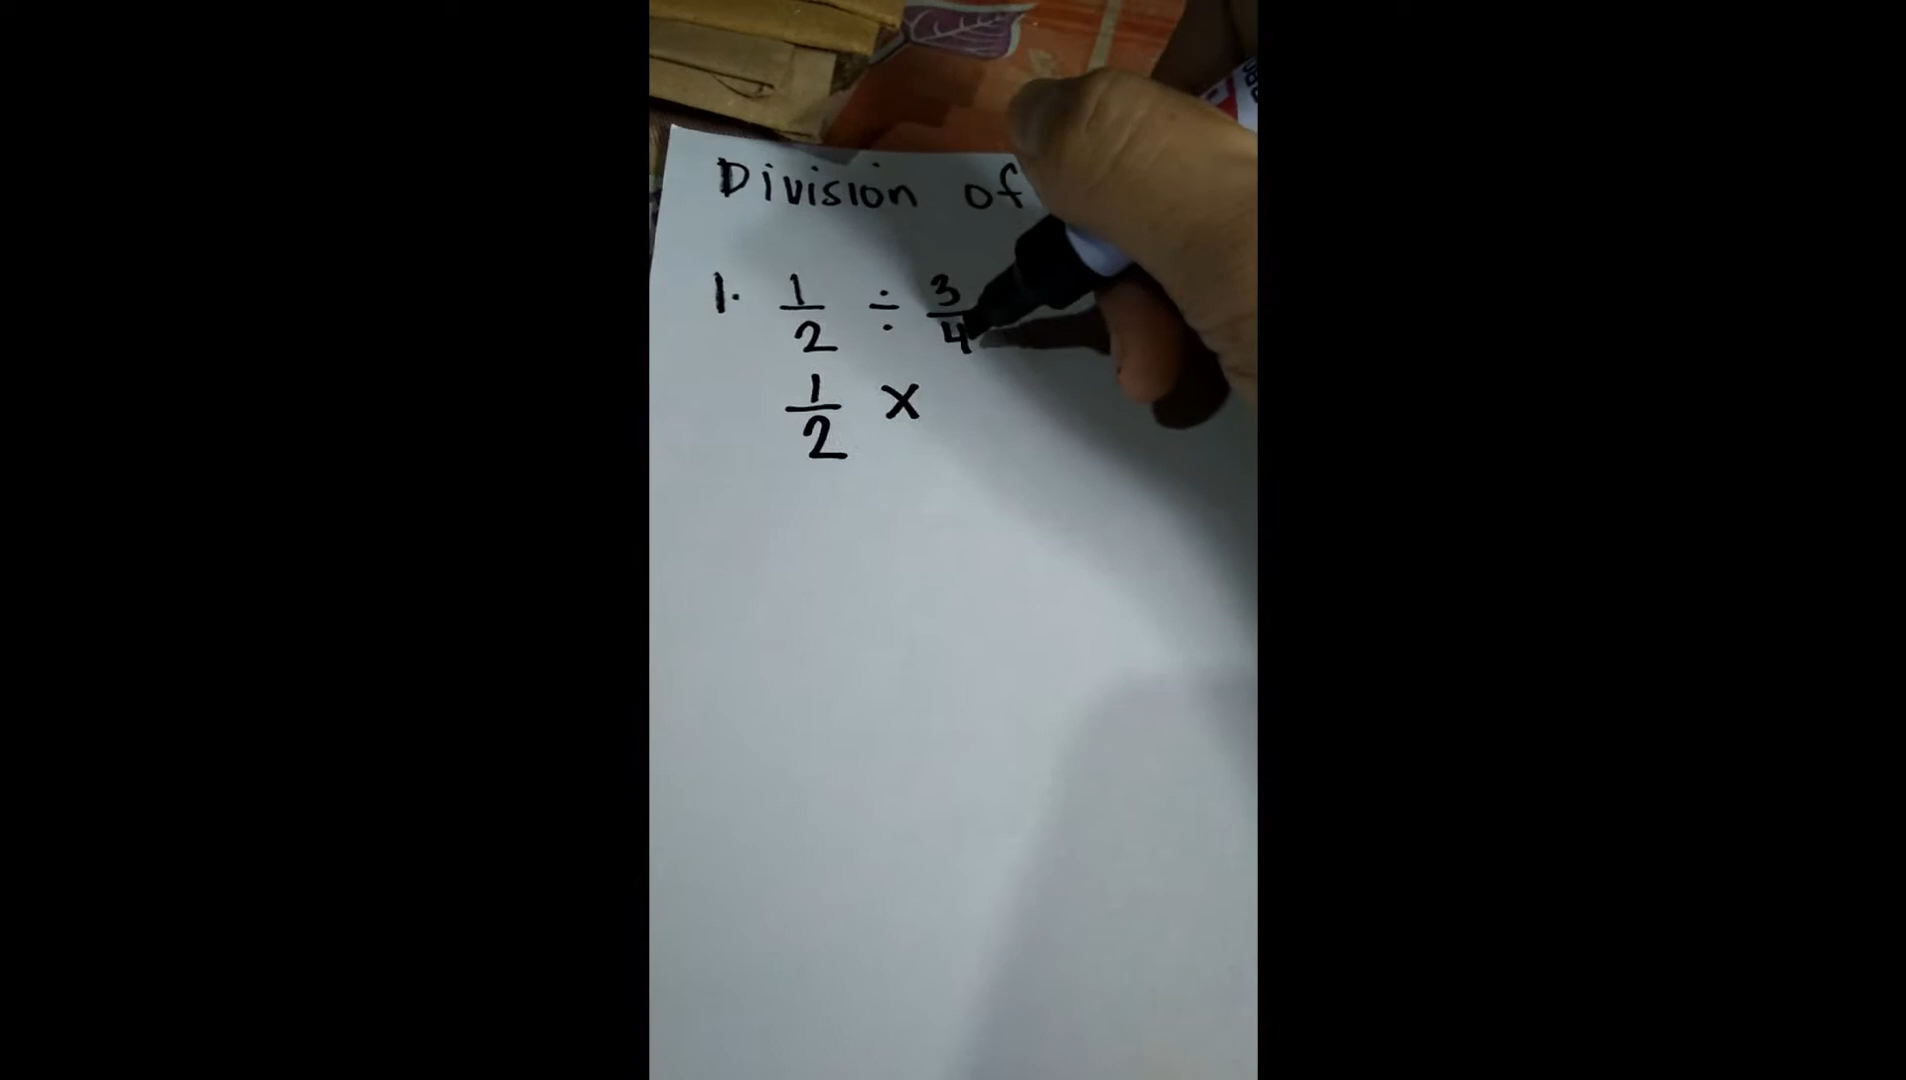 Division of
1. 1/2 ÷ 3/4
1/2 x